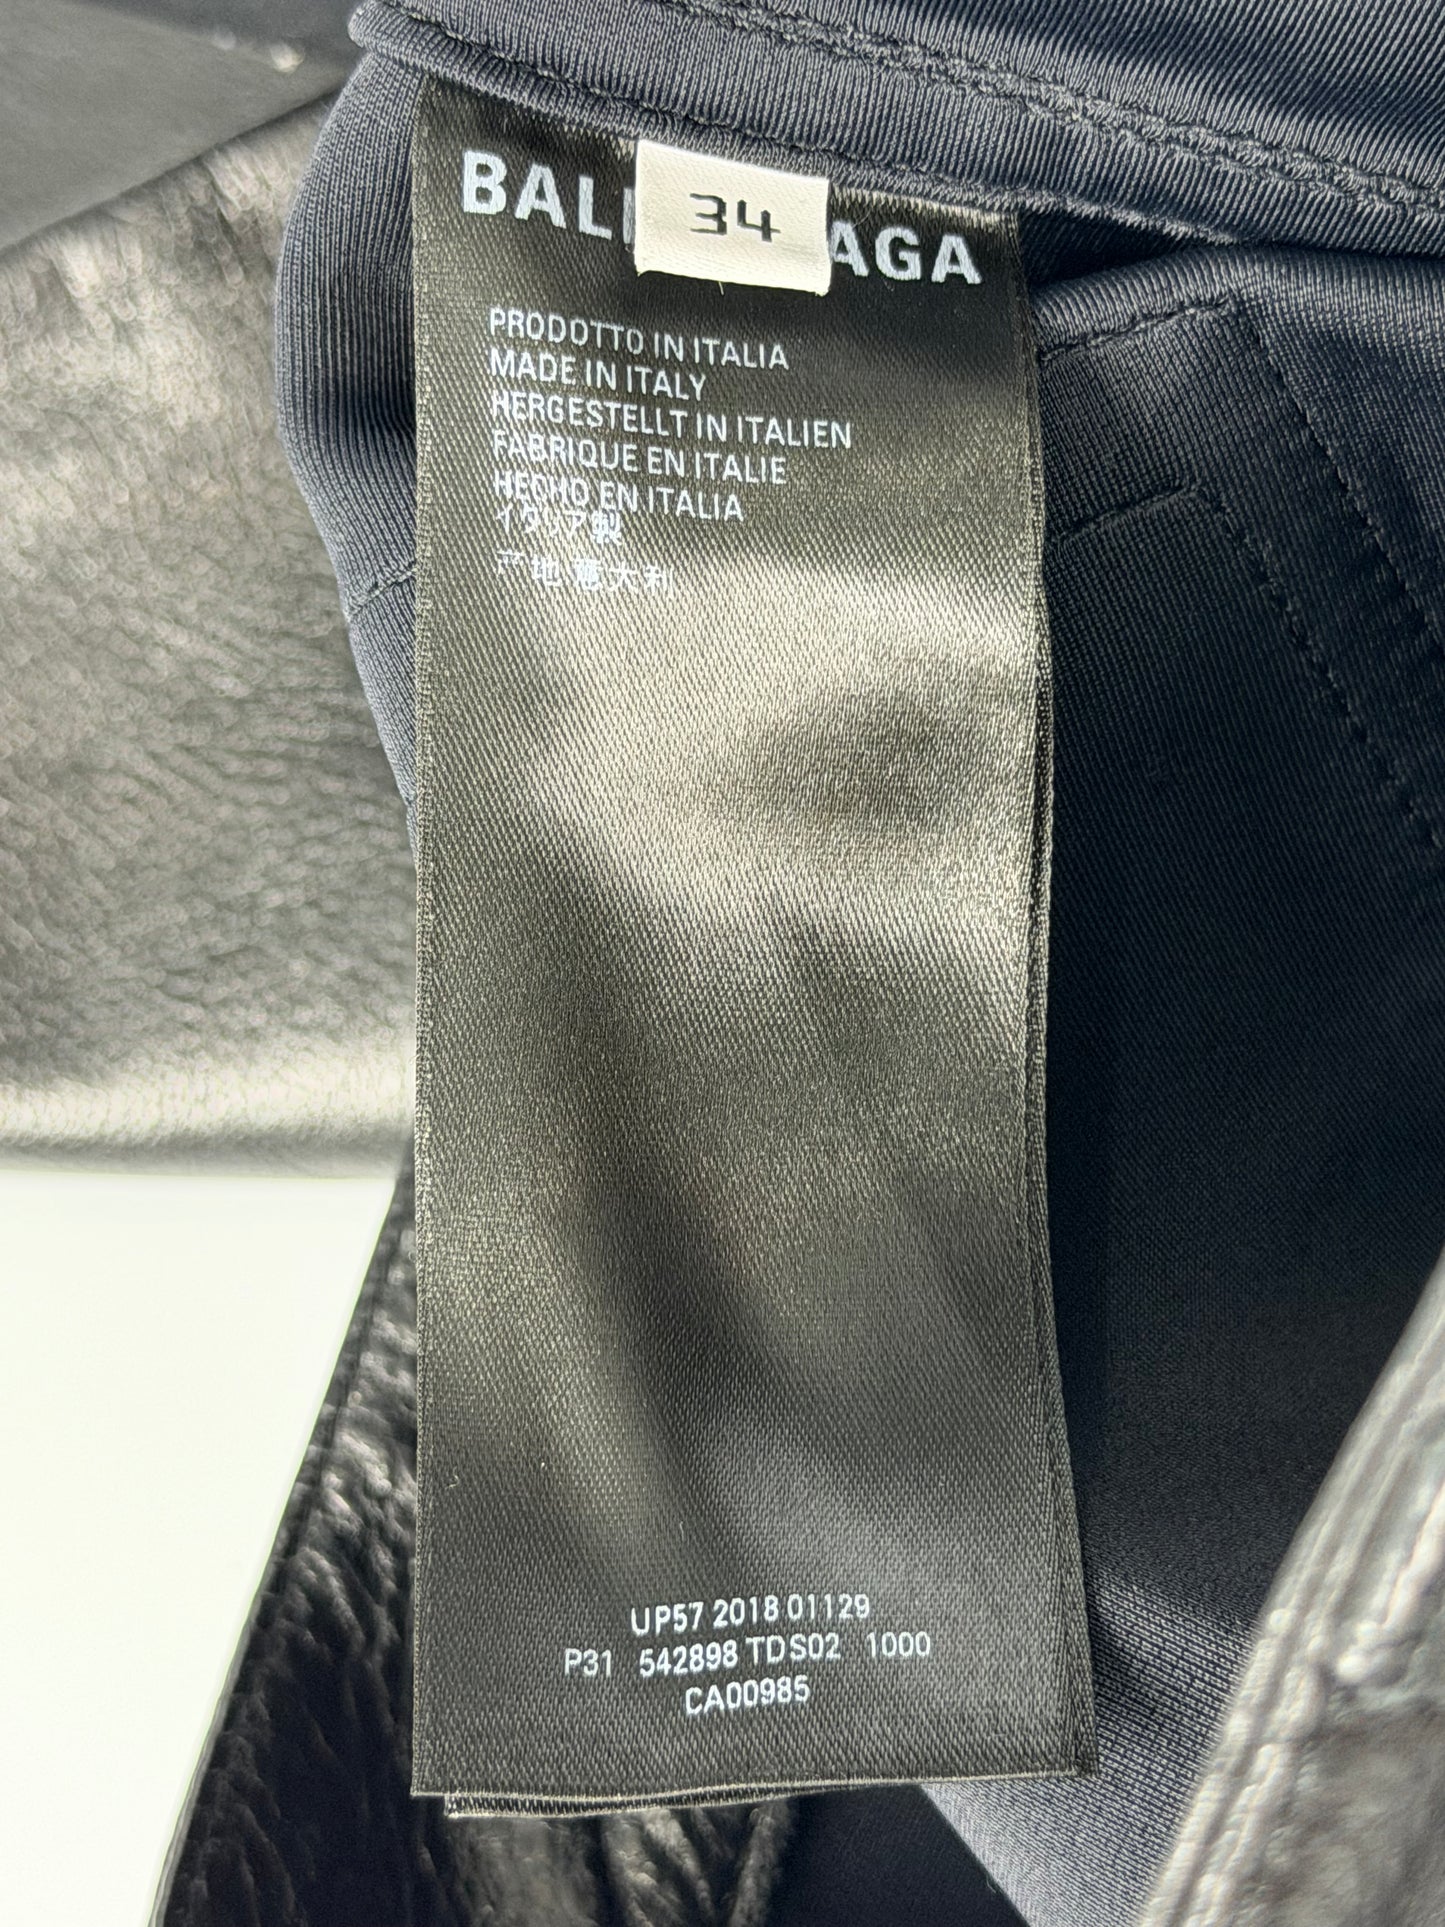 BAL AGA
34
PRODOTTO IN ITALIA
MADE IN ITALY
HERGESTELLT IN ITALIEN
FABRIQUE EN ITALIE
HECHO EN ITALIA
イタリア製
产地意大利
UP57 2018 01129
P31 542898 TDS02 1000
CA00985